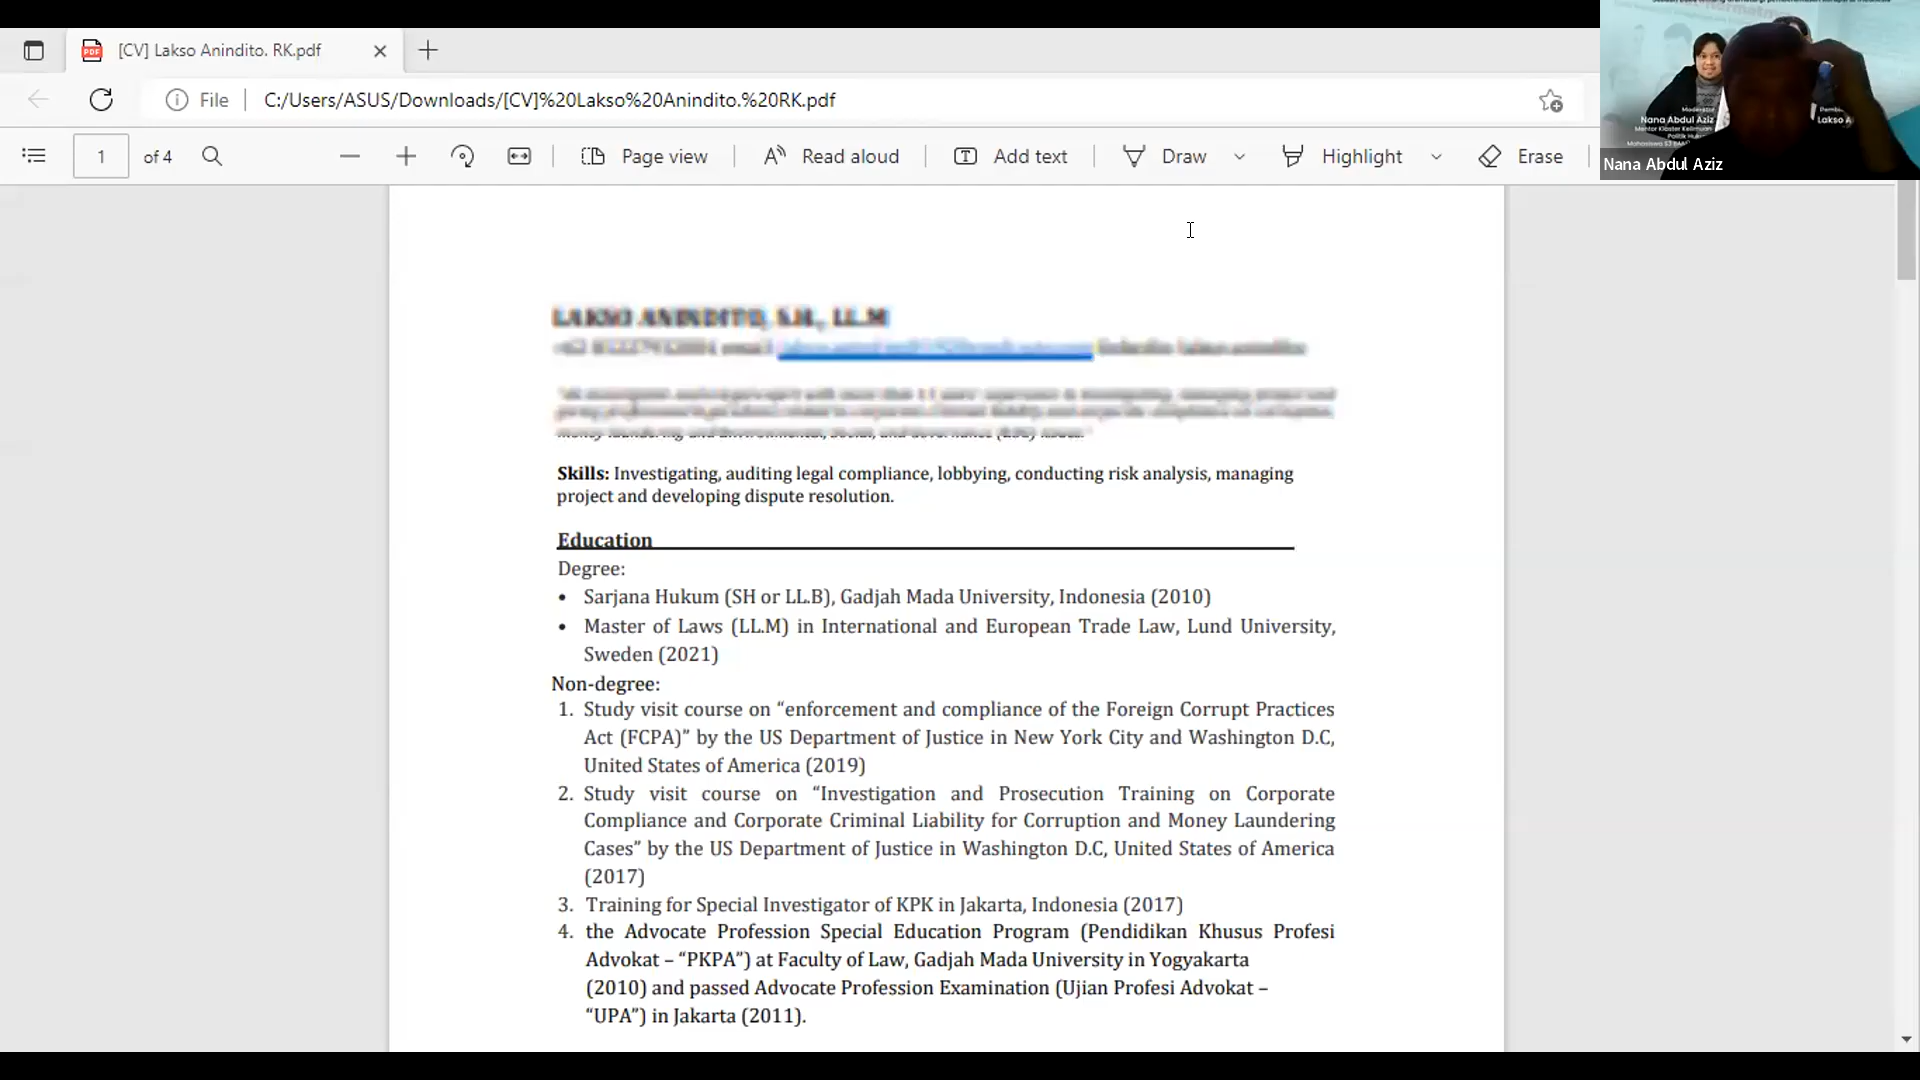 [CV] Lakso Anindito. RK.pdf
File
C:/Users/ASUS/Downloads/[CV]%20Lakso%20Anindito.%20RK.pdf
1 of 4
Page view
Read aloud
Add text
Draw
Highlight
Erase
Moderator
Nana Abdul Aziz
Lakso A
Nana Abdul Aziz
LAKSO ANINDITO, S.H., LL.M
Skills: Investigating, auditing legal compliance, lobbying, conducting risk analysis, managing
project and developing dispute resolution.
Education
Degree:
• Sarjana Hukum (SH or LL.B), Gadjah Mada University, Indonesia (2010)
• Master of Laws (LL.M) in International and European Trade Law, Lund University,
Sweden (2021)
Non-degree:
1. Study visit course on “enforcement and compliance of the Foreign Corrupt Practices
Act (FCPA)” by the US Department of Justice in New York City and Washington D.C,
United States of America (2019)
2. Study visit course on “Investigation and Prosecution Training on Corporate
Compliance and Corporate Criminal Liability for Corruption and Money Laundering
Cases” by the US Department of Justice in Washington D.C, United States of America
(2017)
3. Training for Special Investigator of KPK in Jakarta, Indonesia (2017)
4. the Advocate Profession Special Education Program (Pendidikan Khusus Profesi
Advokat – “PKPA”) at Faculty of Law, Gadjah Mada University in Yogyakarta
(2010) and passed Advocate Profession Examination (Ujian Profesi Advokat –
“UPA”) in Jakarta (2011).